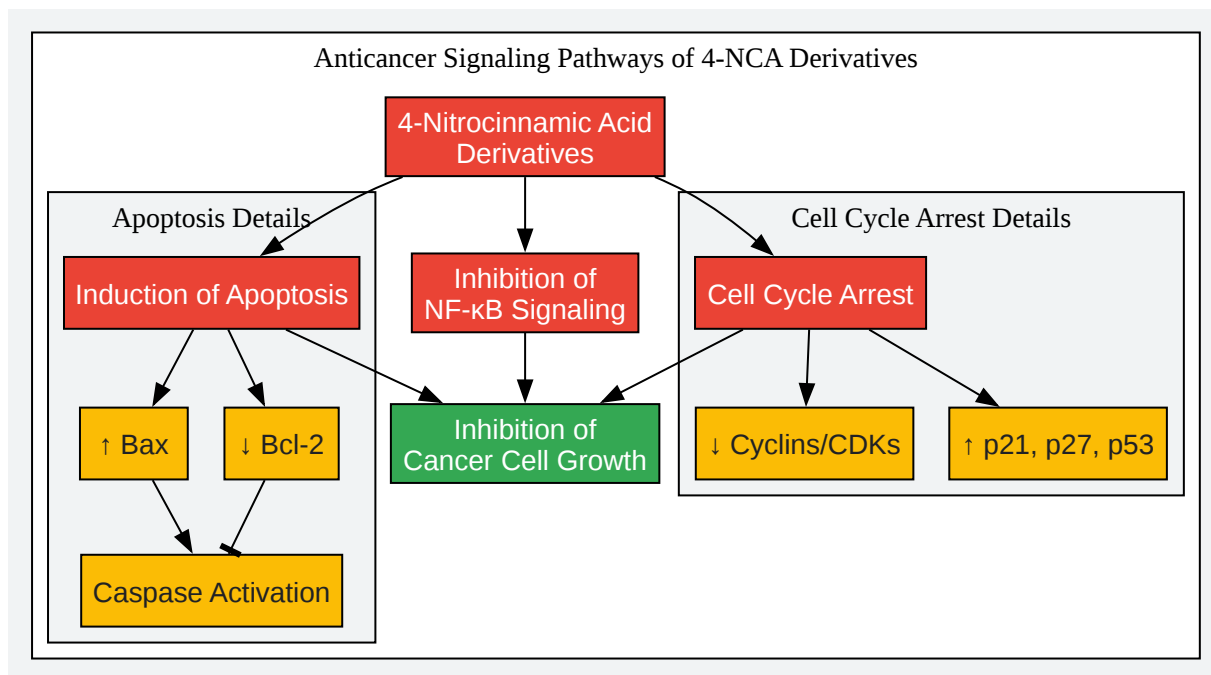 Anticancer Signaling Pathways of 4-NCA Derivatives
4-Nitrocinnamic Acid
Derivatives
Apoptosis Details
Cell Cycle Arrest Details
Induction of Apoptosis
Inhibition of
NF-κB Signaling
Cell Cycle Arrest
↑ Bax
↓ Bcl-2
Inhibition of
Cancer Cell Growth
↓ Cyclins/CDKs
↑ p21, p27, p53
Caspase Activation